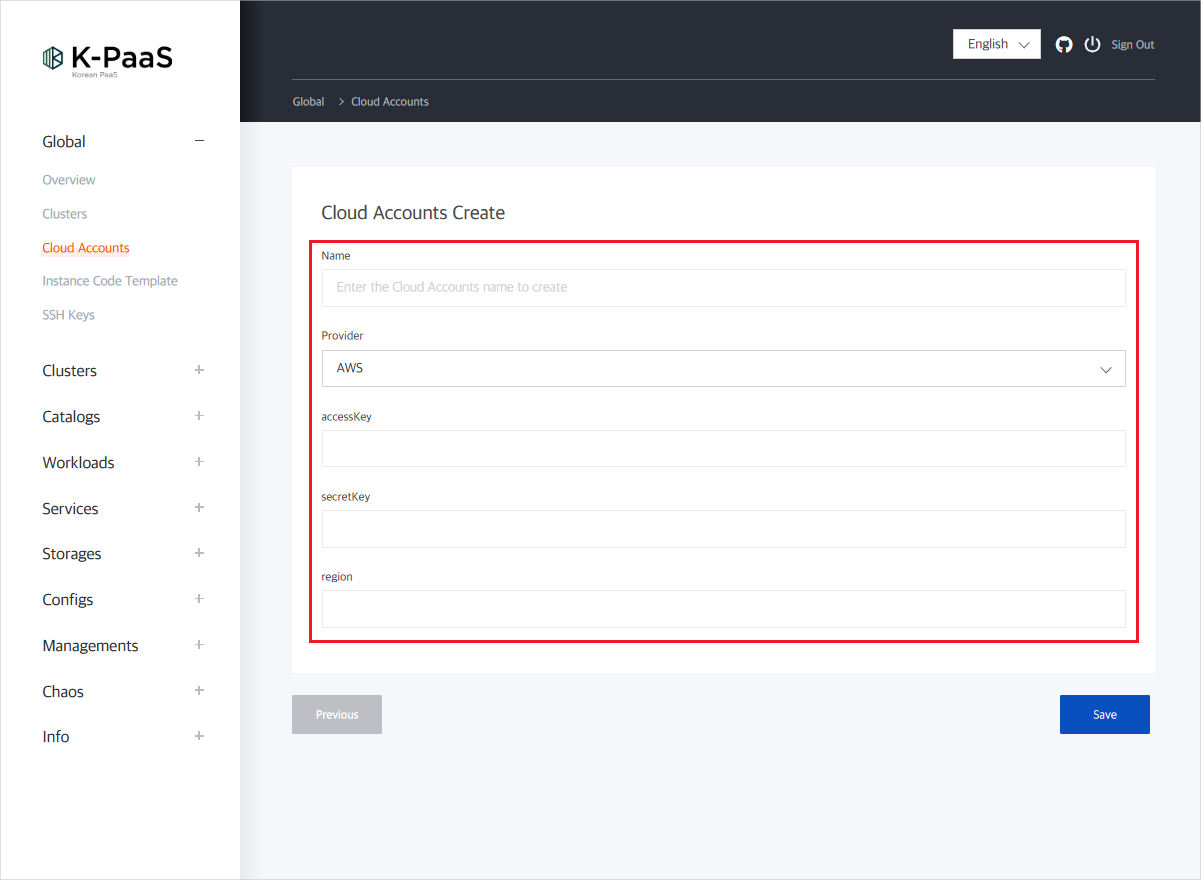 K-PaaS
Korean PaaS
English
Sign Out
Global > Cloud Accounts
Global
Overview
Clusters
Cloud Accounts
Instance Code Template
SSH Keys
Clusters
Catalogs
Workloads
Services
Storages
Configs
Managements
Chaos
Info
Cloud Accounts Create
Name
Enter the Cloud Accounts name to create
Provider
AWS
accessKey
secretKey
region
Previous
Save